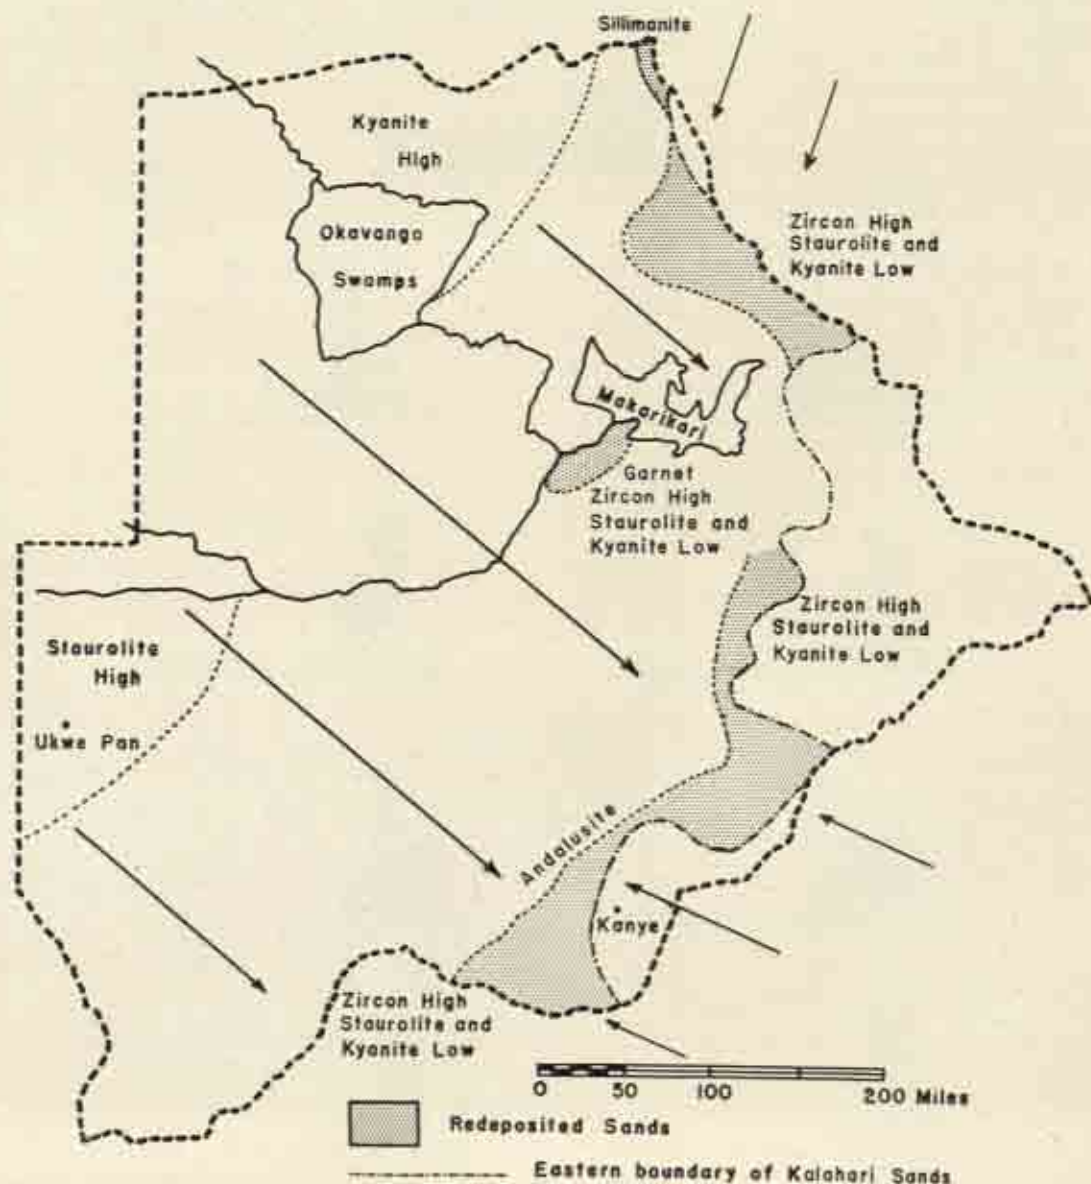 Sillimanite
Kyanite
High
Okavango
Swamps
Zircon High
Staurolite and
Kyanite Low
Makarikari
Garnet
Zircon High
Staurolite and
Kyanite Low
Zircon High
Staurolite and
Kyanite Low
Staurolite
High
Ukwe Pan
Andalusite
Kanye
Zircon High
Staurolite and
Kyanite Low
0 50 100 200 Miles
Redeposited Sands
Eastern boundary of Kalahari Sands